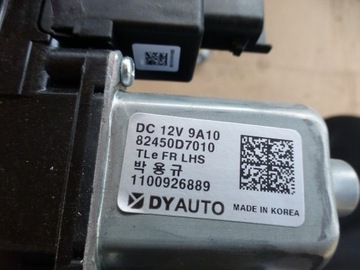 DC 12V 9A10
82450D7010
TLe FR LHS
박 용 규
1100926889
DYAUTO MADE IN KOREA